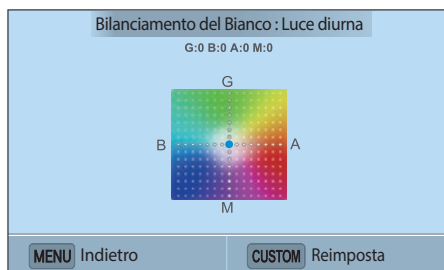 Bilanciamento del Bianco : Luce diurna
G:0 B:0 A:0 M:0
G
B A
M
MENU Indietro CUSTOM Reimposta